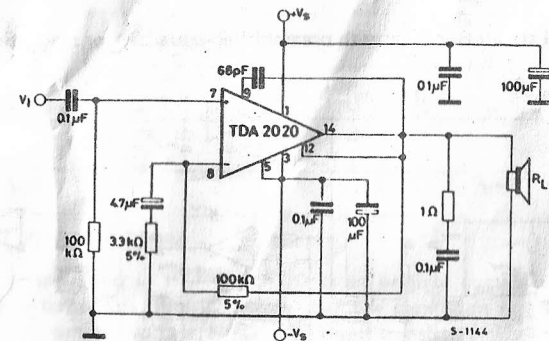 +Vs
68pF
7
9
1
0.1µF
100µF
VI
0.1µF
TDA 2020
14
12
8
5
3
RL
4.7µF
0.1µF
100
µF
1Ω
100
kΩ
3.3kΩ
5%
100kΩ
5%
0.1µF
-Vs
S-1144